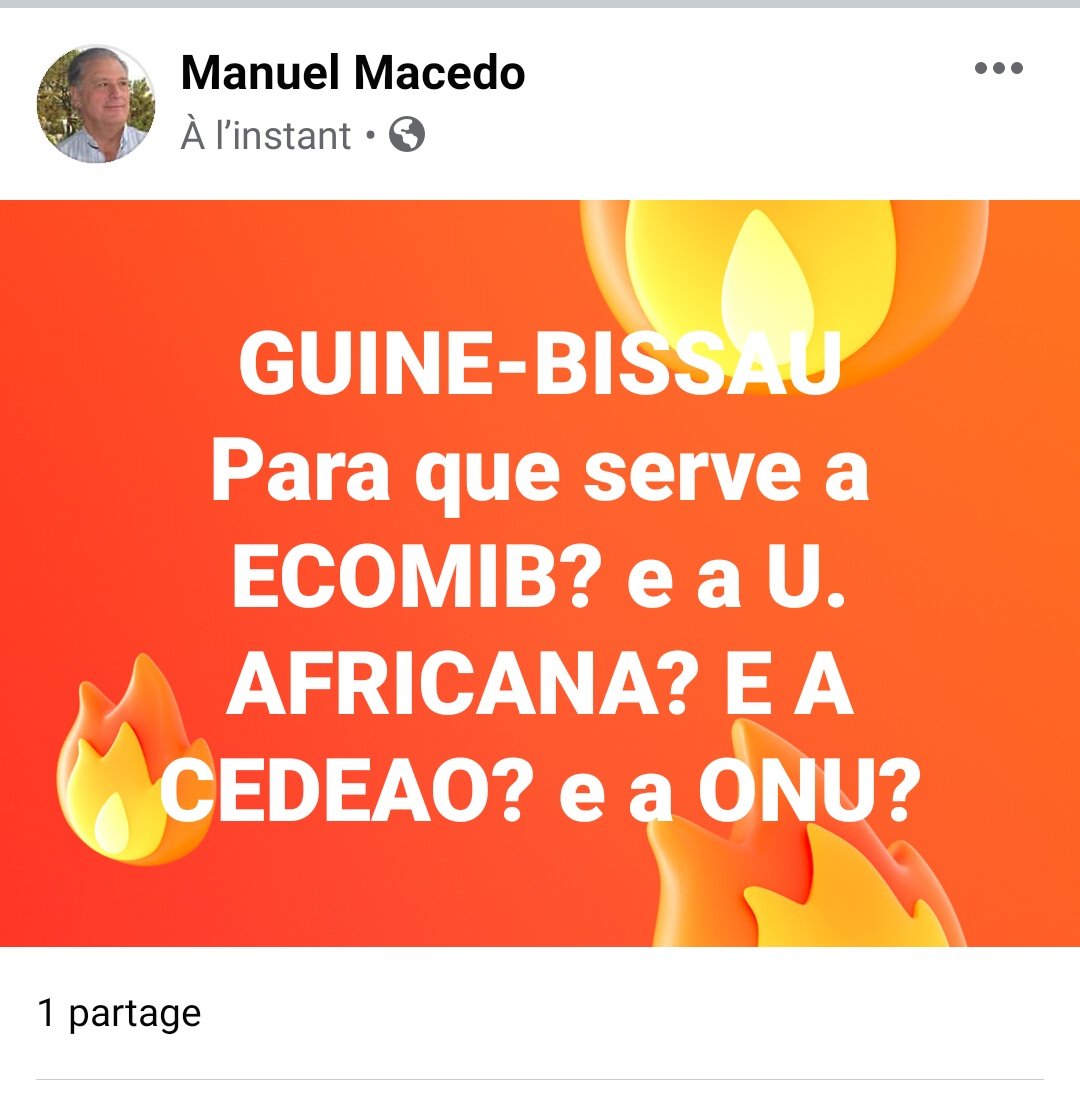 Manuel Macedo
À l’instant •
GUINE-BISSAU
Para que serve a
ECOMIB? e a U.
AFRICANA? E A
CEDEAO? e a ONU?
1 partage